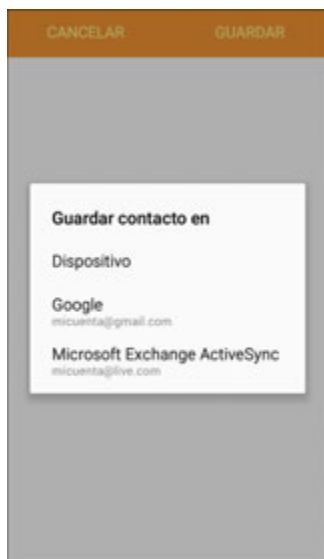 CANCELAR GUARDAR
Guardar contacto en
Dispositivo
Google
micuenta@gmail.com
Microsoft Exchange ActiveSync
micuenta@live.com